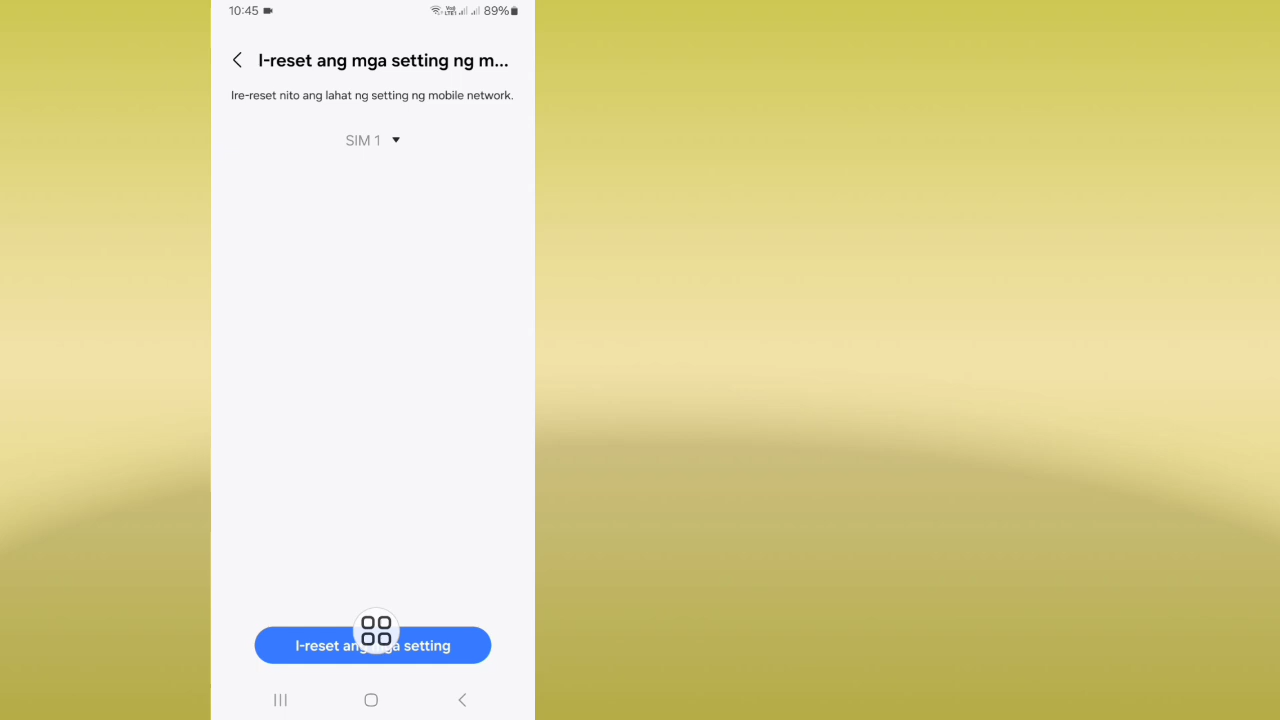 10:45 89%
I-reset ang mga setting ng m...
Ire-reset nito ang lahat ng setting ng mobile network.
SIM 1
I-reset ang mga setting